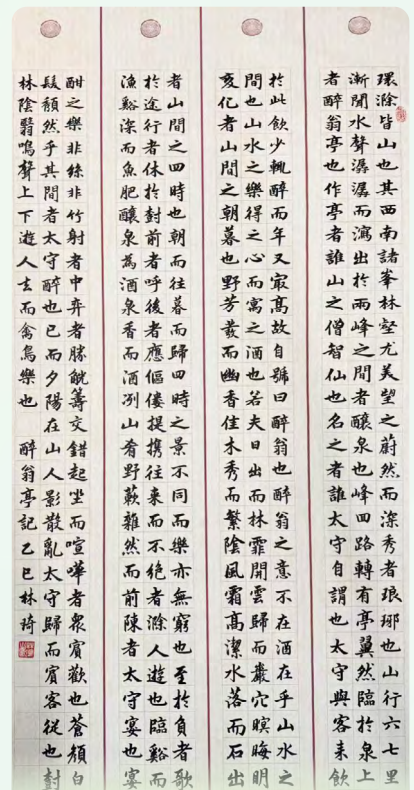 環滁皆山也其西南諸峯林壑尤美望之蔚然而深秀者琅琊也山行六七里
漸聞水聲潺潺而瀉出於兩峰之間者釀泉也峰回路轉有亭翼然臨於泉上
者醉翁亭也作亭者誰山之僧智仙也名之者誰太守自謂也太守與客来飲
於此飲少輒醉而年又最高故自號曰醉翁也醉翁之意不在酒在乎山水之
間也山水之樂得之心而寓之酒也若夫日出而林霏開雲歸而巖穴暝晦明
變化者山間之朝暮也野芳發而幽香佳木秀而繁陰風霜高潔水落而石出
者山間之四時也朝而往暮而歸四時之景不同而樂亦無窮也至於負者歌
於途行者休於樹前者呼後者應傴僂提携往来而不絕者滁人遊也臨谿而
漁谿深而魚肥釀泉為酒泉香而酒冽山肴野蔌雜然而前陳者太守宴也宴
酣之樂非絲非竹射者中弈者勝觥籌交錯起坐而喧嘩者衆賓歡也蒼顏白
髮頹然乎其間者太守醉也已而夕陽在山人影散亂太守歸而賓客從也樹
林陰翳鳴聲上下遊人去而禽鳥樂也 醉翁亭記 乙巳林琦